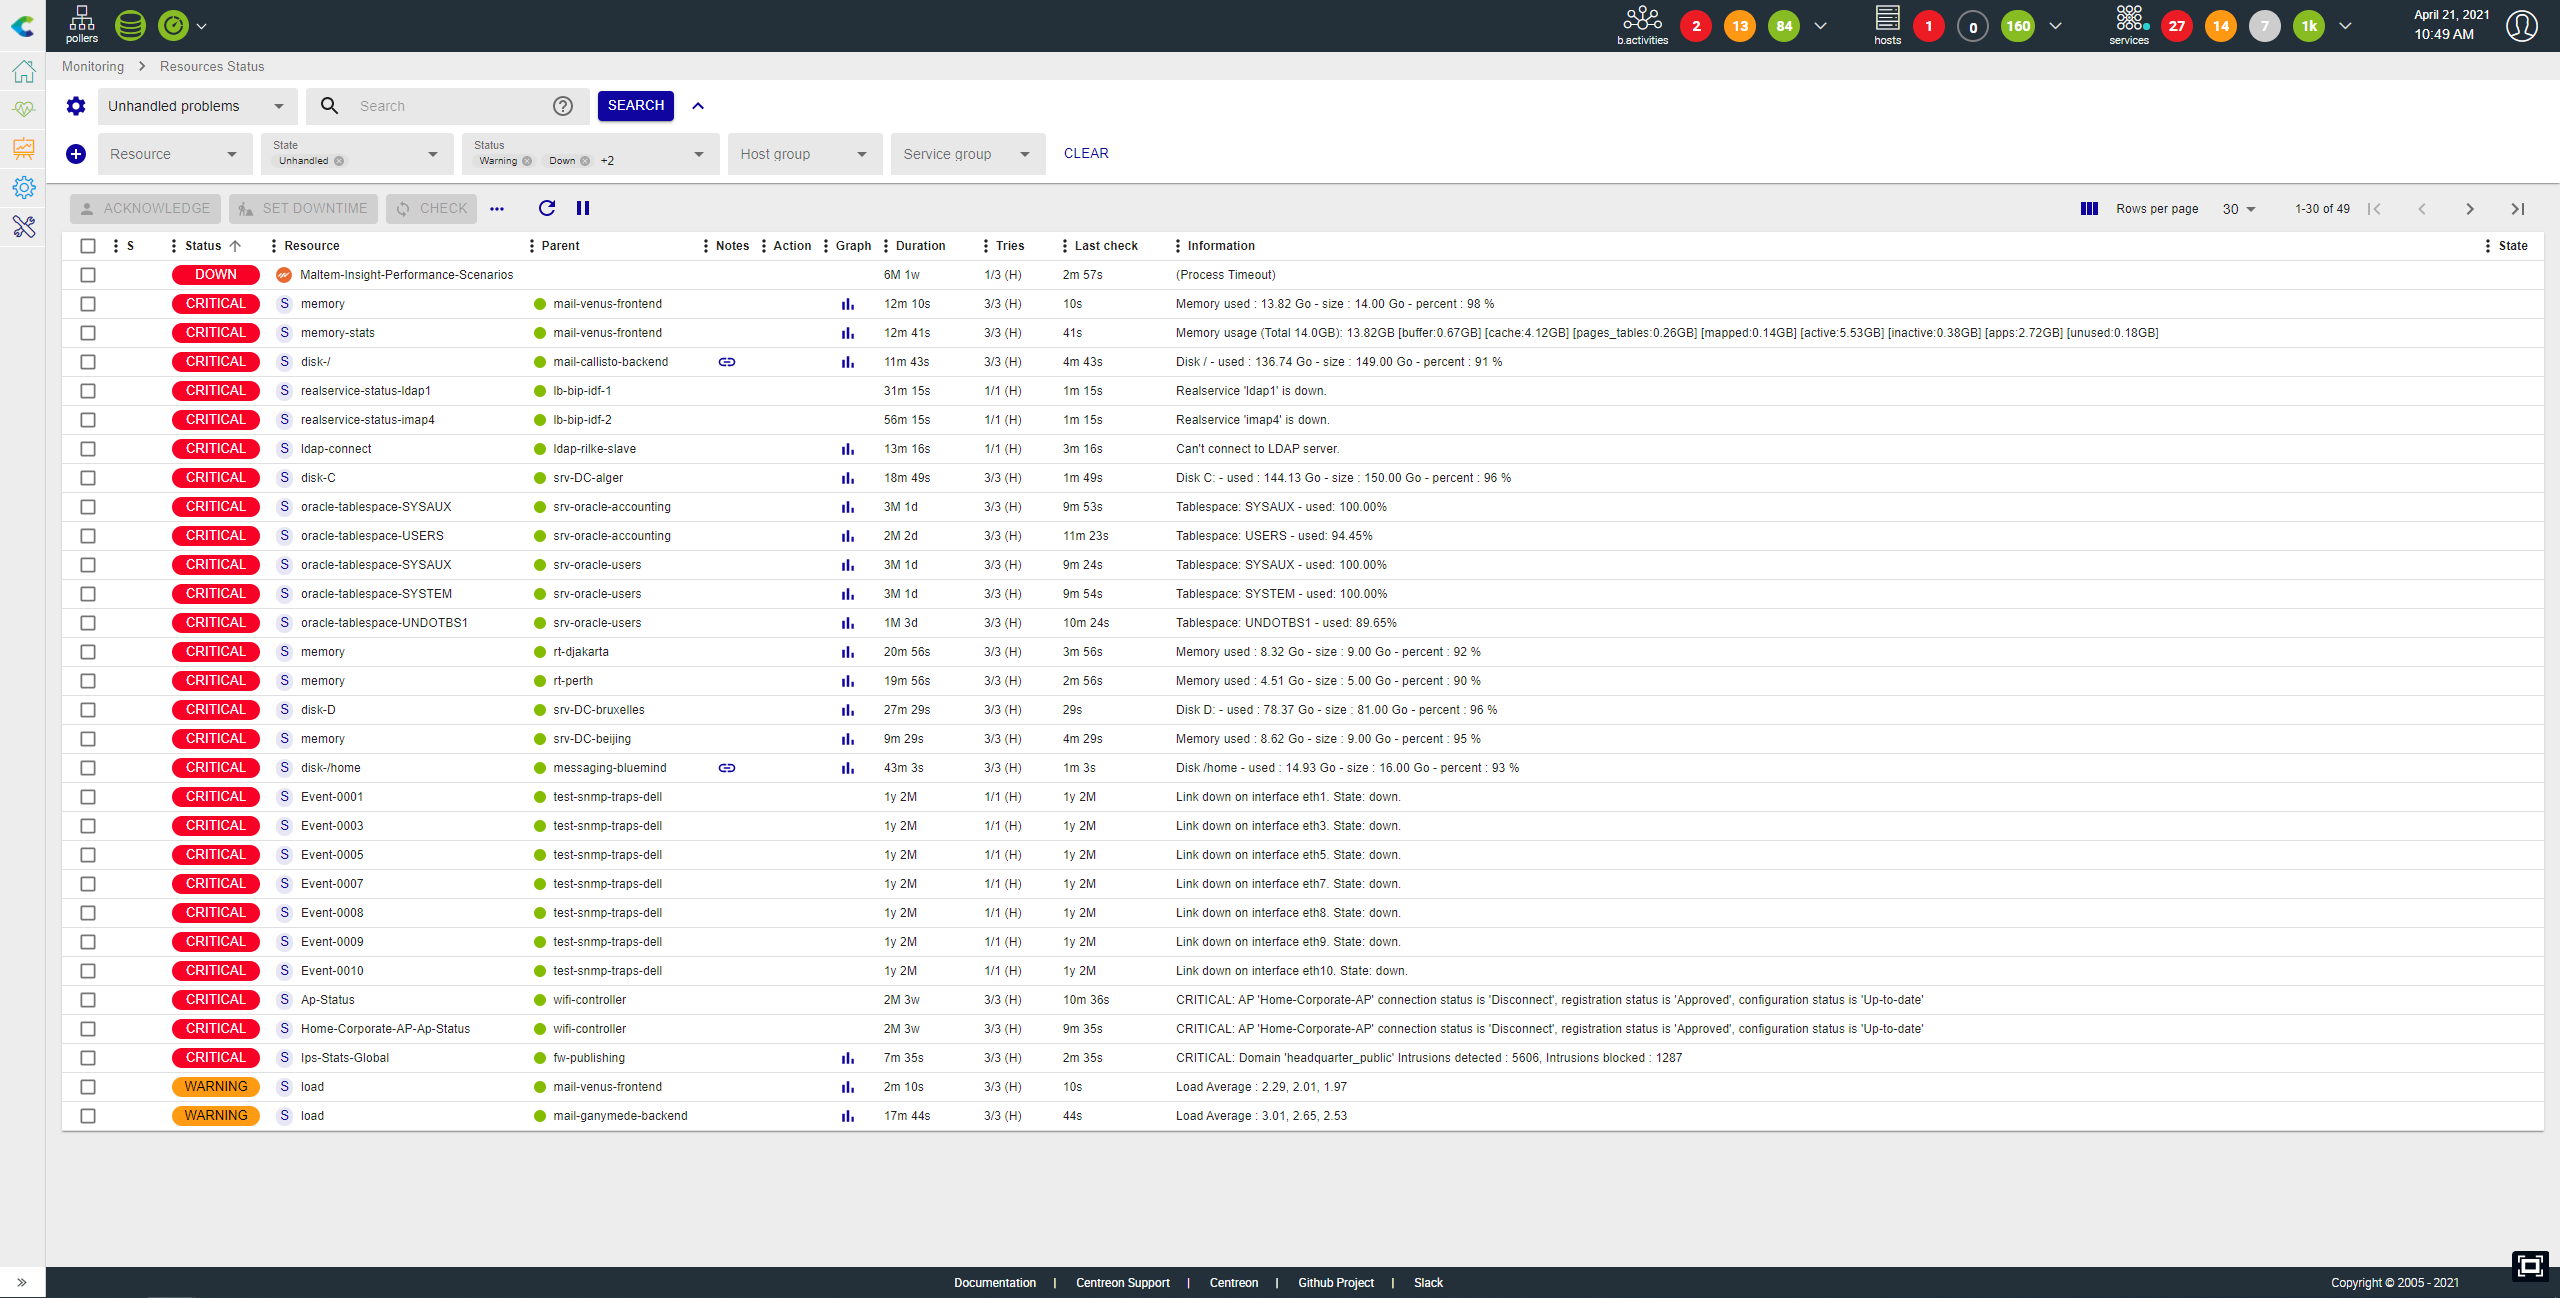 pollers b.activities 2 13 84 hosts 1 0 160 services 27 14 7 1k April 21, 2021
10:49 AM
Monitoring Resources Status
Unhandled problems Search ? SEARCH
Resource State Unhandled Status Warning Down +2 Host group Service group CLEAR
ACKNOWLEDGE SET DOWNTIME CHECK Rows per page 30 1-30 of 49
S Status Resource Parent Notes Action Graph Duration Tries Last check Information State
DOWN Maltem-Insight-Performance-Scenarios 6M 1w 1/3 (H) 2m 57s (Process Timeout)
CRITICAL S memory mail-venus-frontend 12m 10s 3/3 (H) 10s Memory used : 13.82 Go - size : 14.00 Go - percent : 98 %
CRITICAL S memory-stats mail-venus-frontend 12m 41s 3/3 (H) 41s Memory usage (Total 14.0GB): 13.82GB [buffer:0.67GB] [cache:4.12GB] [pages_tables:0.26GB] [mapped:0.14GB] [active:5.53GB] [inactive:0.38GB] [apps:2.72GB] [unused:0.18GB]
CRITICAL S disk-/ mail-callisto-backend 11m 43s 3/3 (H) 4m 43s Disk / - used : 136.74 Go - size : 149.00 Go - percent : 91 %
CRITICAL S realservice-status-ldap1 lb-bip-idf-1 31m 15s 1/1 (H) 1m 15s Realservice 'ldap1' is down.
CRITICAL S realservice-status-imap4 lb-bip-idf-2 56m 15s 1/1 (H) 1m 15s Realservice 'imap4' is down.
CRITICAL S ldap-connect ldap-rilke-slave 13m 16s 1/1 (H) 3m 16s Can't connect to LDAP server.
CRITICAL S disk-C srv-DC-alger 18m 49s 3/3 (H) 1m 49s Disk C: - used : 144.13 Go - size : 150.00 Go - percent : 96 %
CRITICAL S oracle-tablespace-SYSAUX srv-oracle-accounting 3M 1d 3/3 (H) 9m 53s Tablespace: SYSAUX - used: 100.00%
CRITICAL S oracle-tablespace-USERS srv-oracle-accounting 2M 2d 3/3 (H) 11m 23s Tablespace: USERS - used: 94.45%
CRITICAL S oracle-tablespace-SYSAUX srv-oracle-users 3M 1d 3/3 (H) 9m 24s Tablespace: SYSAUX - used: 100.00%
CRITICAL S oracle-tablespace-SYSTEM srv-oracle-users 3M 1d 3/3 (H) 9m 54s Tablespace: SYSTEM - used: 100.00%
CRITICAL S oracle-tablespace-UNDOTBS1 srv-oracle-users 1M 3d 3/3 (H) 10m 24s Tablespace: UNDOTBS1 - used: 89.65%
CRITICAL S memory rt-djakarta 20m 56s 3/3 (H) 3m 56s Memory used : 8.32 Go - size : 9.00 Go - percent : 92 %
CRITICAL S memory rt-perth 19m 56s 3/3 (H) 2m 56s Memory used : 4.51 Go - size : 5.00 Go - percent : 90 %
CRITICAL S disk-D srv-DC-bruxelles 27m 29s 3/3 (H) 29s Disk D: - used : 78.37 Go - size : 81.00 Go - percent : 96 %
CRITICAL S memory srv-DC-beijing 9m 29s 3/3 (H) 4m 29s Memory used : 8.62 Go - size : 9.00 Go - percent : 95 %
CRITICAL S disk-/home messaging-bluemind 43m 3s 3/3 (H) 1m 3s Disk /home - used : 14.93 Go - size : 16.00 Go - percent : 93 %
CRITICAL S Event-0001 test-snmp-traps-dell 1y 2M 1/1 (H) 1y 2M Link down on interface eth1. State: down.
CRITICAL S Event-0003 test-snmp-traps-dell 1y 2M 1/1 (H) 1y 2M Link down on interface eth3. State: down.
CRITICAL S Event-0005 test-snmp-traps-dell 1y 2M 1/1 (H) 1y 2M Link down on interface eth5. State: down.
CRITICAL S Event-0007 test-snmp-traps-dell 1y 2M 1/1 (H) 1y 2M Link down on interface eth7. State: down.
CRITICAL S Event-0008 test-snmp-traps-dell 1y 2M 1/1 (H) 1y 2M Link down on interface eth8. State: down.
CRITICAL S Event-0009 test-snmp-traps-dell 1y 2M 1/1 (H) 1y 2M Link down on interface eth9. State: down.
CRITICAL S Event-0010 test-snmp-traps-dell 1y 2M 1/1 (H) 1y 2M Link down on interface eth10. State: down.
CRITICAL S Ap-Status wifi-controller 2M 3w 3/3 (H) 10m 36s CRITICAL: AP 'Home-Corporate-AP' connection status is 'Disconnect', registration status is 'Approved', configuration status is 'Up-to-date'
CRITICAL S Home-Corporate-AP-Ap-Status wifi-controller 2M 3w 3/3 (H) 9m 35s CRITICAL: AP 'Home-Corporate-AP' connection status is 'Disconnect', registration status is 'Approved', configuration status is 'Up-to-date'
CRITICAL S Ips-Stats-Global fw-publishing 7m 35s 3/3 (H) 2m 35s CRITICAL: Domain 'headquarter_public' Intrusions detected : 5606, Intrusions blocked : 1287
WARNING S load mail-venus-frontend 2m 10s 3/3 (H) 10s Load Average : 2.29, 2.01, 1.97
WARNING S load mail-ganymede-backend 17m 44s 3/3 (H) 44s Load Average : 3.01, 2.65, 2.53
Documentation | Centreon Support | Centreon | Github Project | Slack Copyright © 2005 - 2021